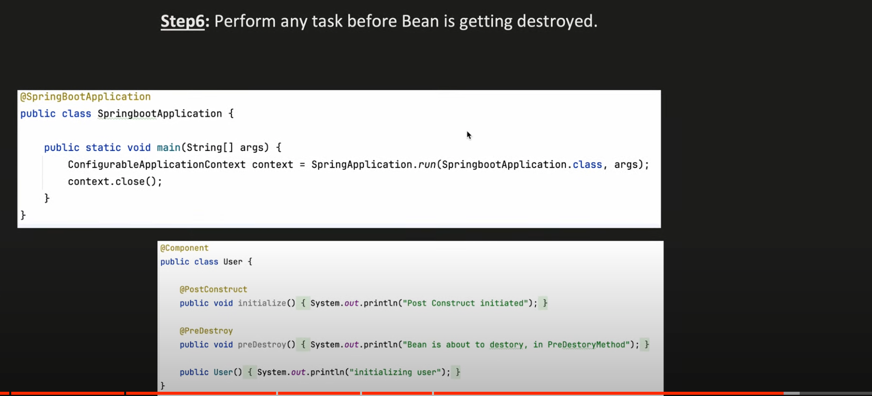 Step6: Perform any task before Bean is getting destroyed.
@SpringBootApplication
public class SpringbootApplication {
public static void main(String[] args) {
ConfigurableApplicationContext context = SpringApplication.run(SpringbootApplication.class, args);
context.close();
}
}
@Component
public class User {
@PostConstruct
public void initialize() { System.out.println("Post Construct initiated"); }
@PreDestroy
public void preDestroy() { System.out.println("Bean is about to destory, in PreDestoryMethod"); }
public User() { System.out.println("initializing user"); }
}